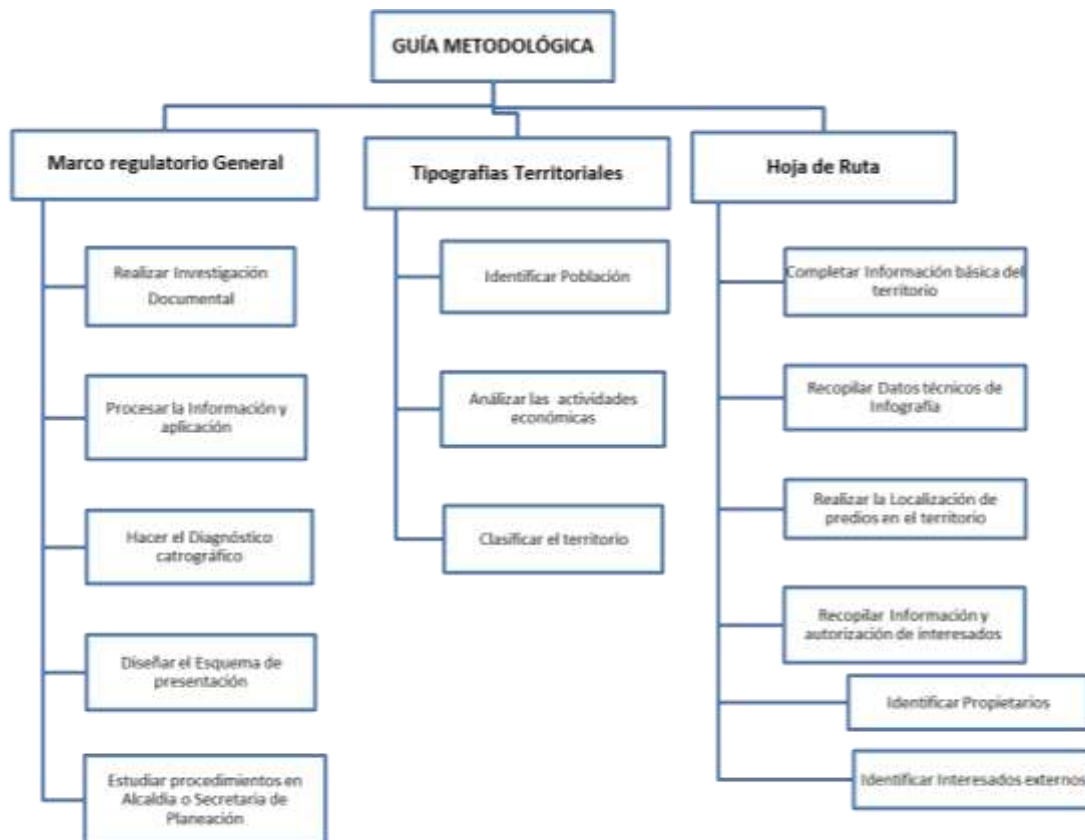 GUÍA METODOLÓGICA
Marco regulatorio General
Realizar Investigación
Documental
Procesar la Información y
aplicación
Hacer el Diagnóstico
catrográfico
Diseñar el Esquema de
presentación
Estudiar procedimientos en
Alcaldía o Secretaria de
Planeación
Tipografias Territoriales
Identificar Población
Análizar las actividades
económicas
Clasificar el territorio
Hoja de Ruta
Completar Información básica del
territorio
Recopilar Datos técnicos de
Infografía
Realizar la Localización de
predios en el territorio
Recopilar Información y
autorización de interesados
Identificar Propietarios
Identificar Interesados externos